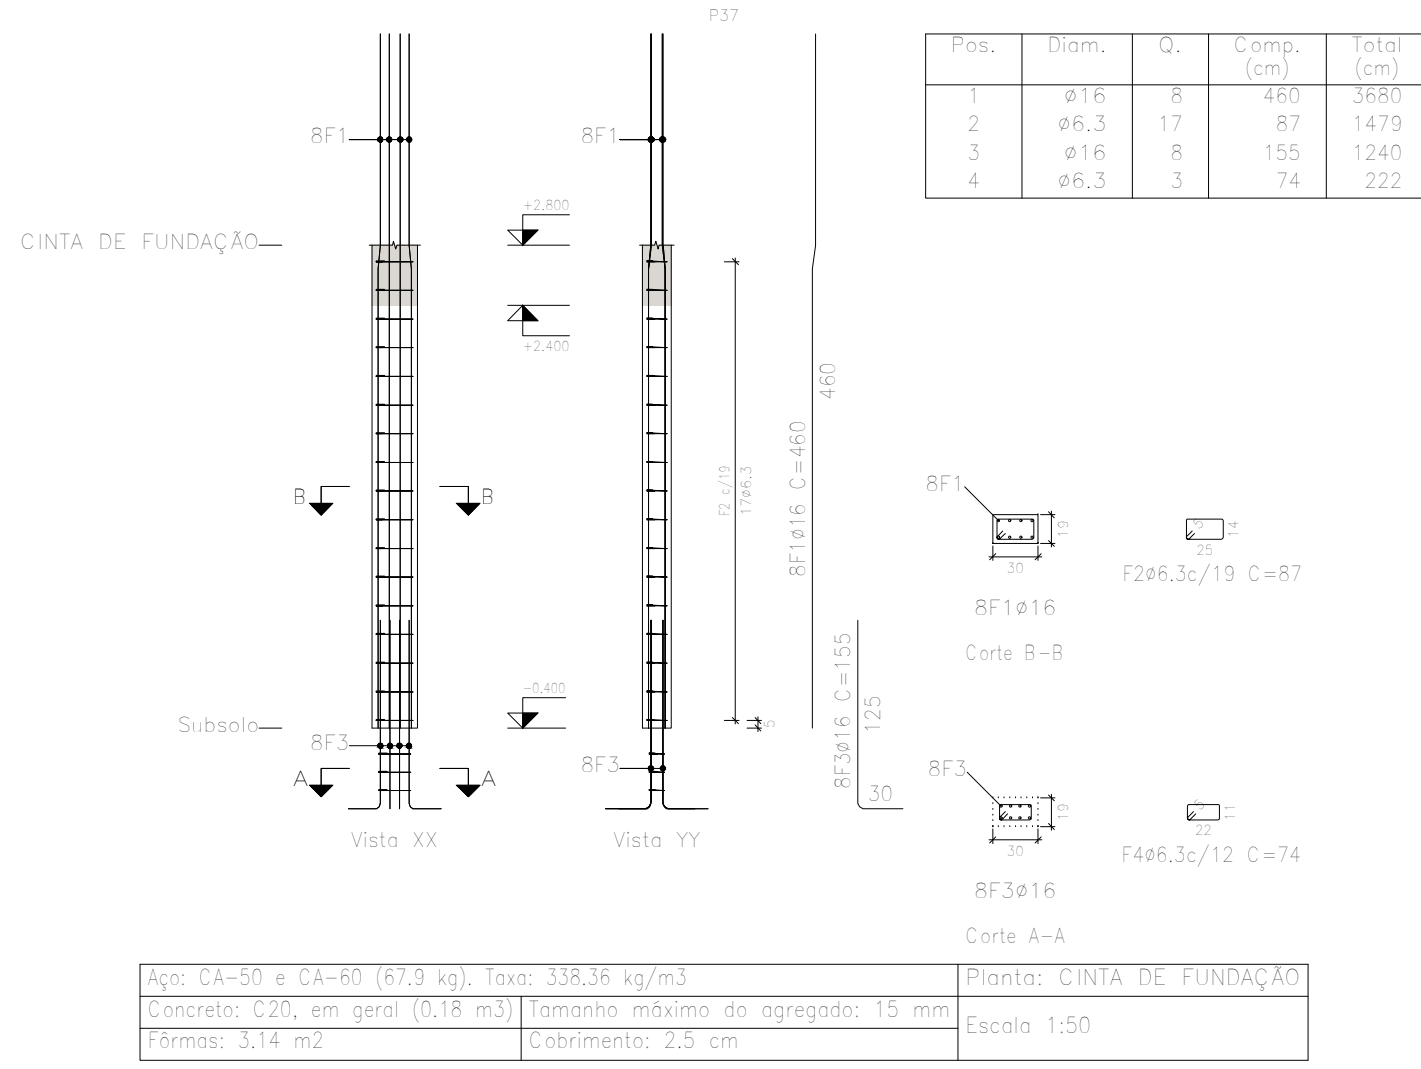 P37
Pos. Diam. Q. Comp. (cm) Total (cm)
1 ø16 8 460 3680
2 ø6.3 17 87 1479
3 ø16 8 155 1240
4 ø6.3 3 74 222
8F1
8F1
+2.800
CINTA DE FUNDAÇÃO
+2.400
460
8F1ø16 C=460
F2 c/19
17ø6.3
B
B
8F1
19
30
8F1ø16
Corte B-B
5
14
25
F2ø6.3c/19 C=87
-0.400
Subsolo
5
8F3
8F3
A
A
8F3ø16 C=155
125
30
Vista XX
Vista YY
8F3
19
30
8F3ø16
Corte A-A
5
11
22
F4ø6.3c/12 C=74
Aço: CA-50 e CA-60 (67.9 kg). Taxa: 338.36 kg/m3
Planta: CINTA DE FUNDAÇÃO
Concreto: C20, em geral (0.18 m3)
Tamanho máximo do agregado: 15 mm
Escala 1:50
Fôrmas: 3.14 m2
Cobrimento: 2.5 cm